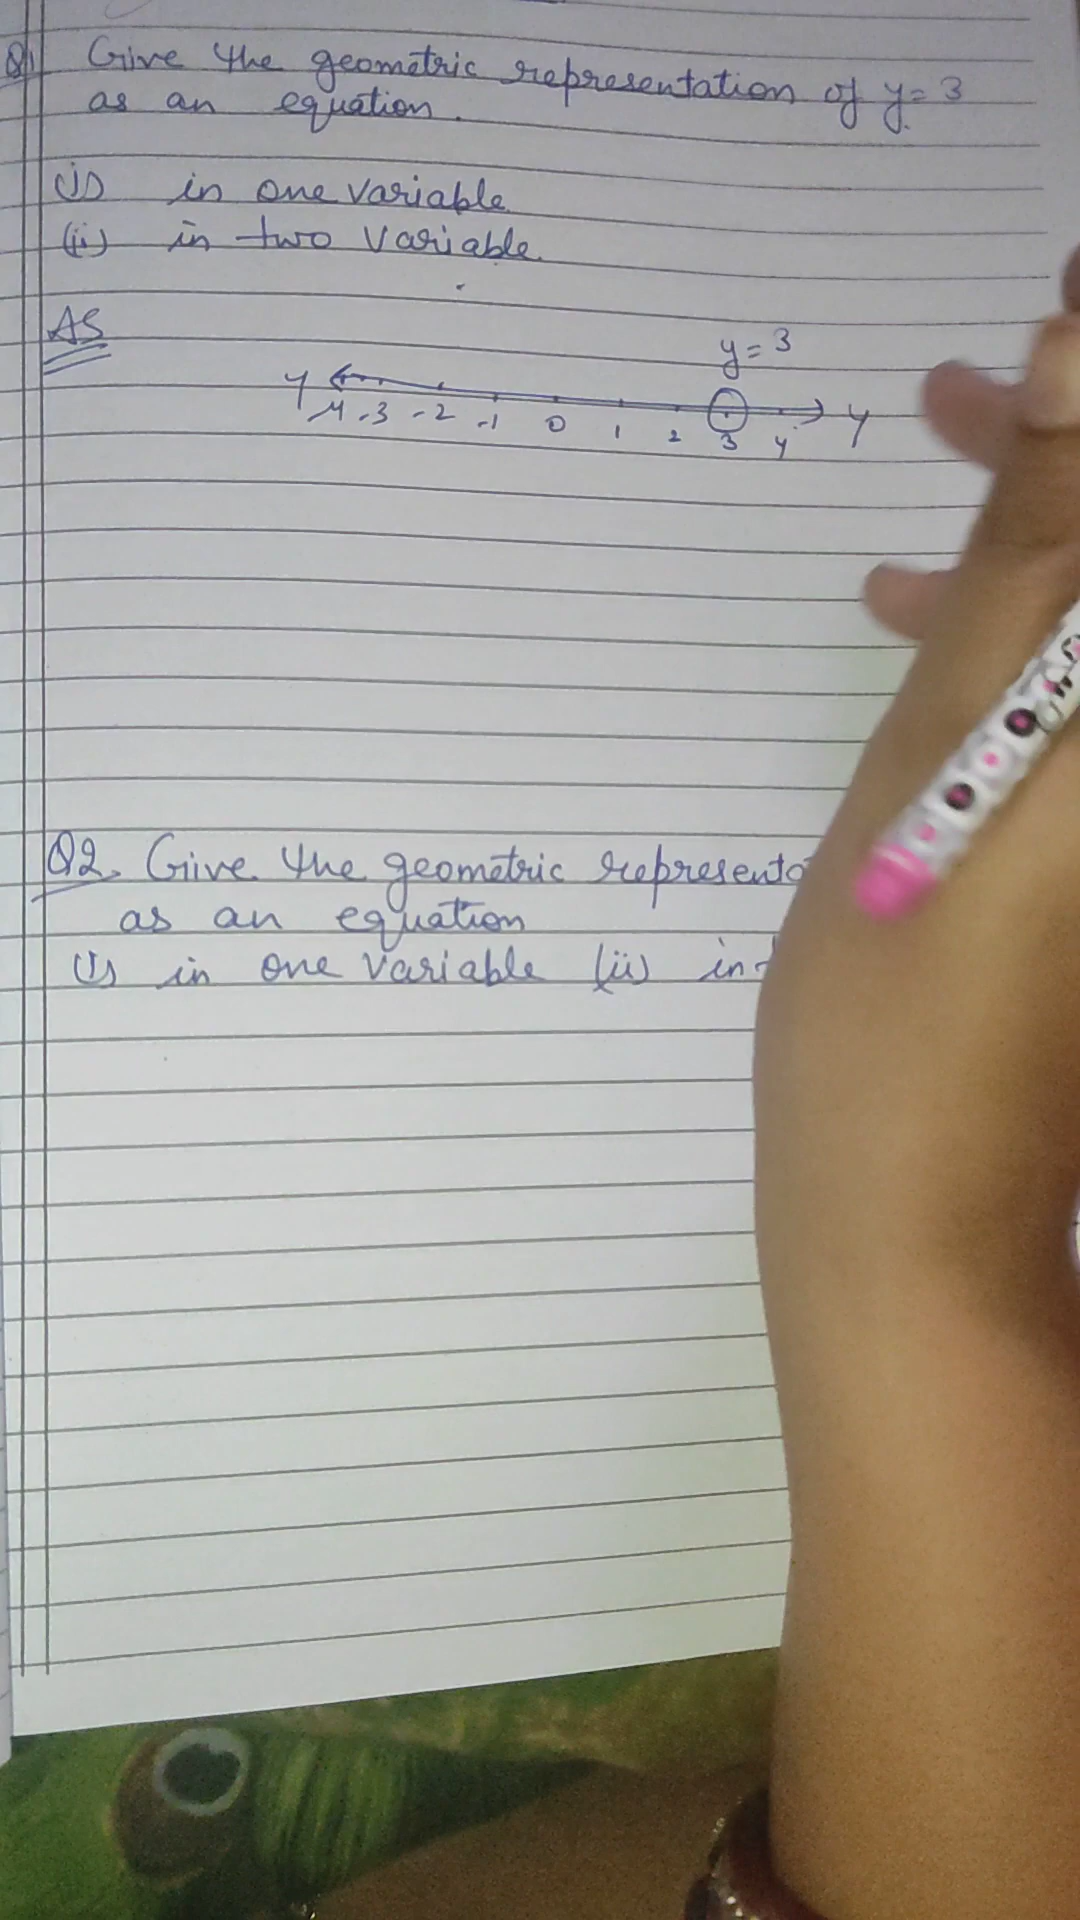 Q1 Give the geometric representation of y = 3
as an equation.
(i) in one variable
(ii) in two variable.
AS
y = 3
y -4 -3 -2 -1 0 1 2 3 4 y
Q2. Give the geometric
as an equation
(i) in one variable (ii) in